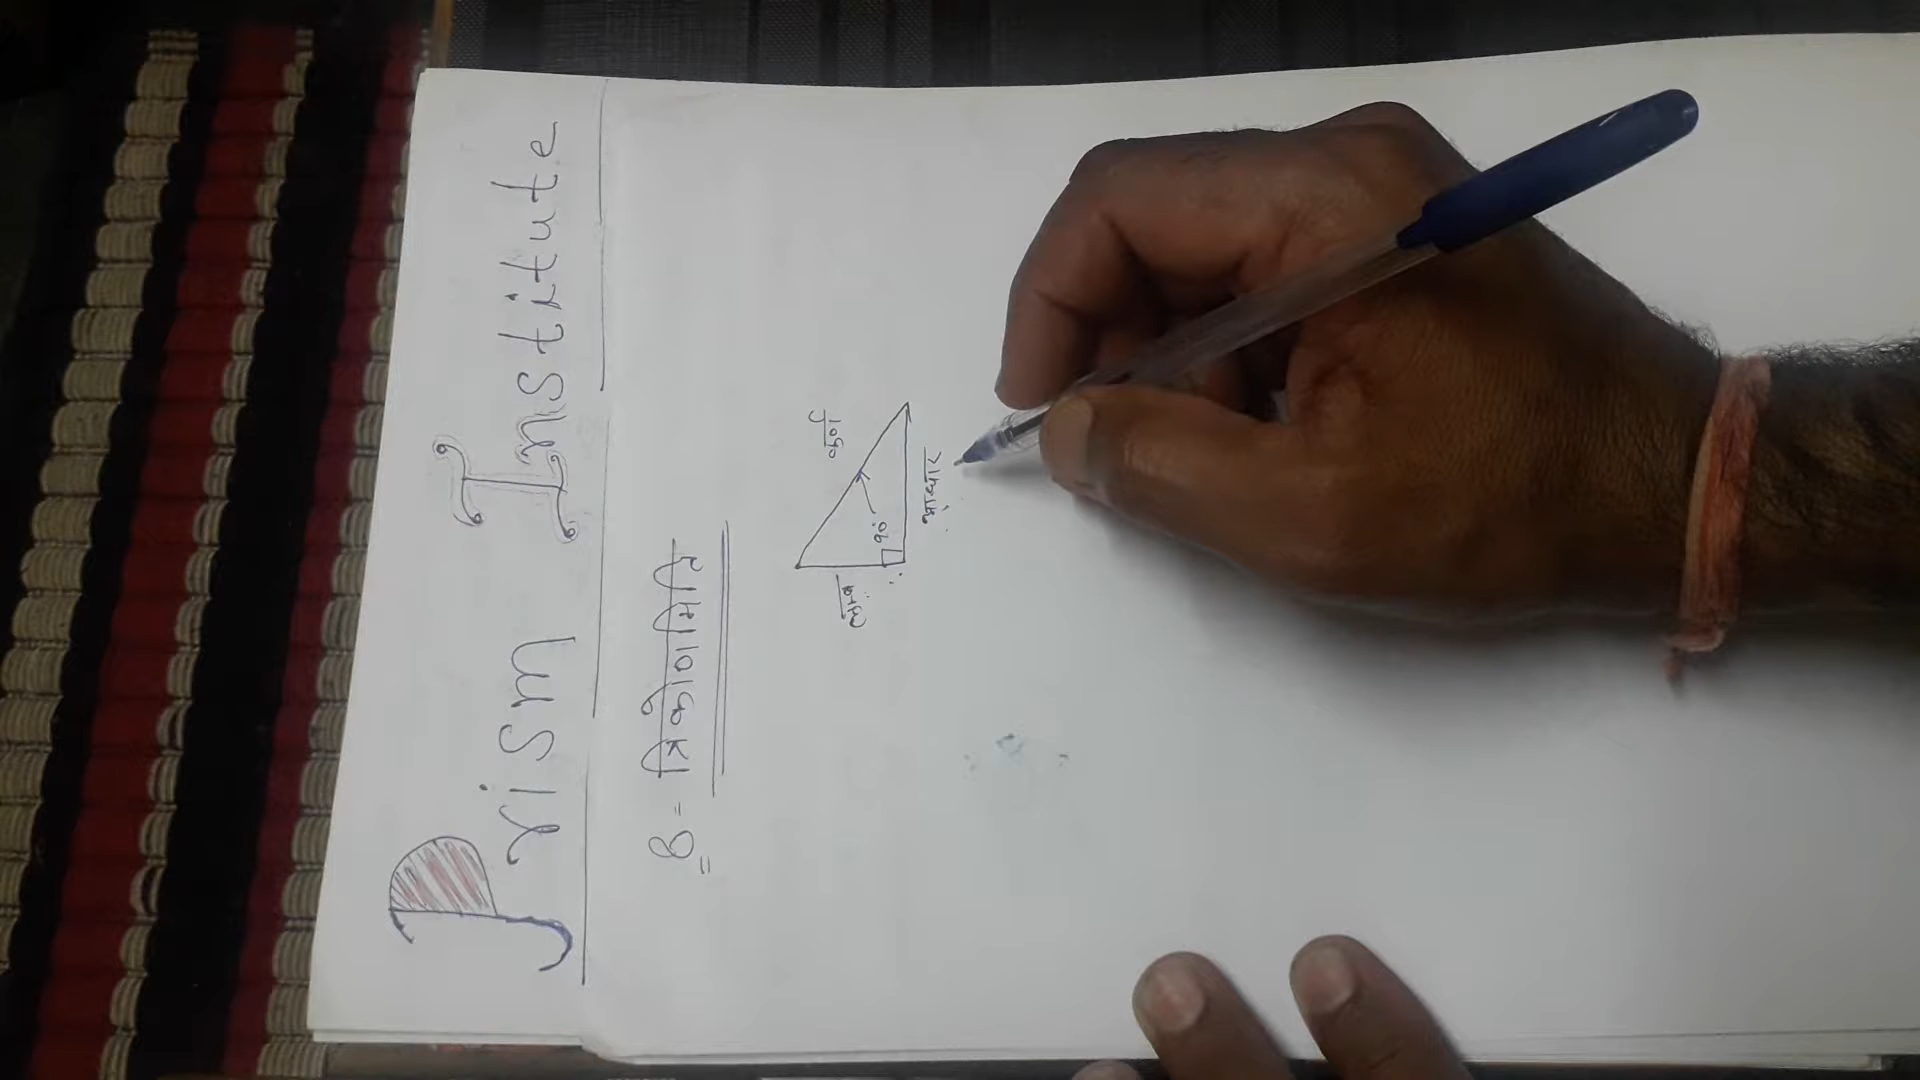 Prism Institute
8 - त्रिकोणमिति
कर्ण
लम्ब
90°
आधार